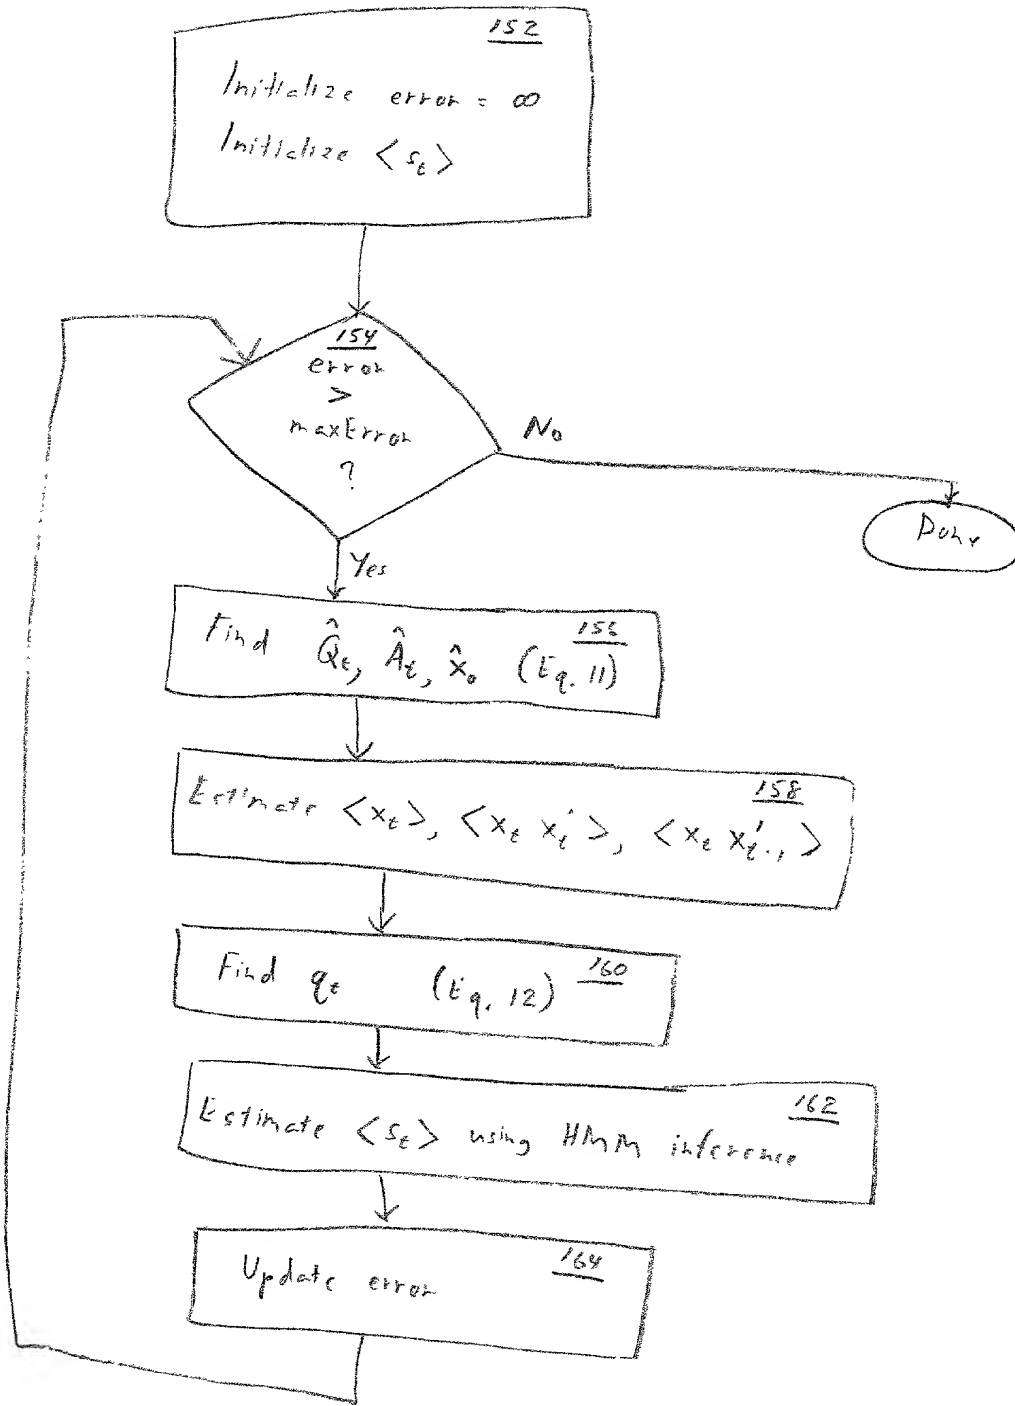 152
Initialize error = ∞
Initialize <s_t>
154
error
>
maxError
?
No
Done
Yes
156
Find Q̂_t, Â_t, x̂_0 (Eq. 11)
158
Estimate <x_t>, <x_t x_t'>, <x_t x'_t-1>
160
Find q_t (Eq. 12)
162
Estimate <s_t> using HMM inference
164
Update error